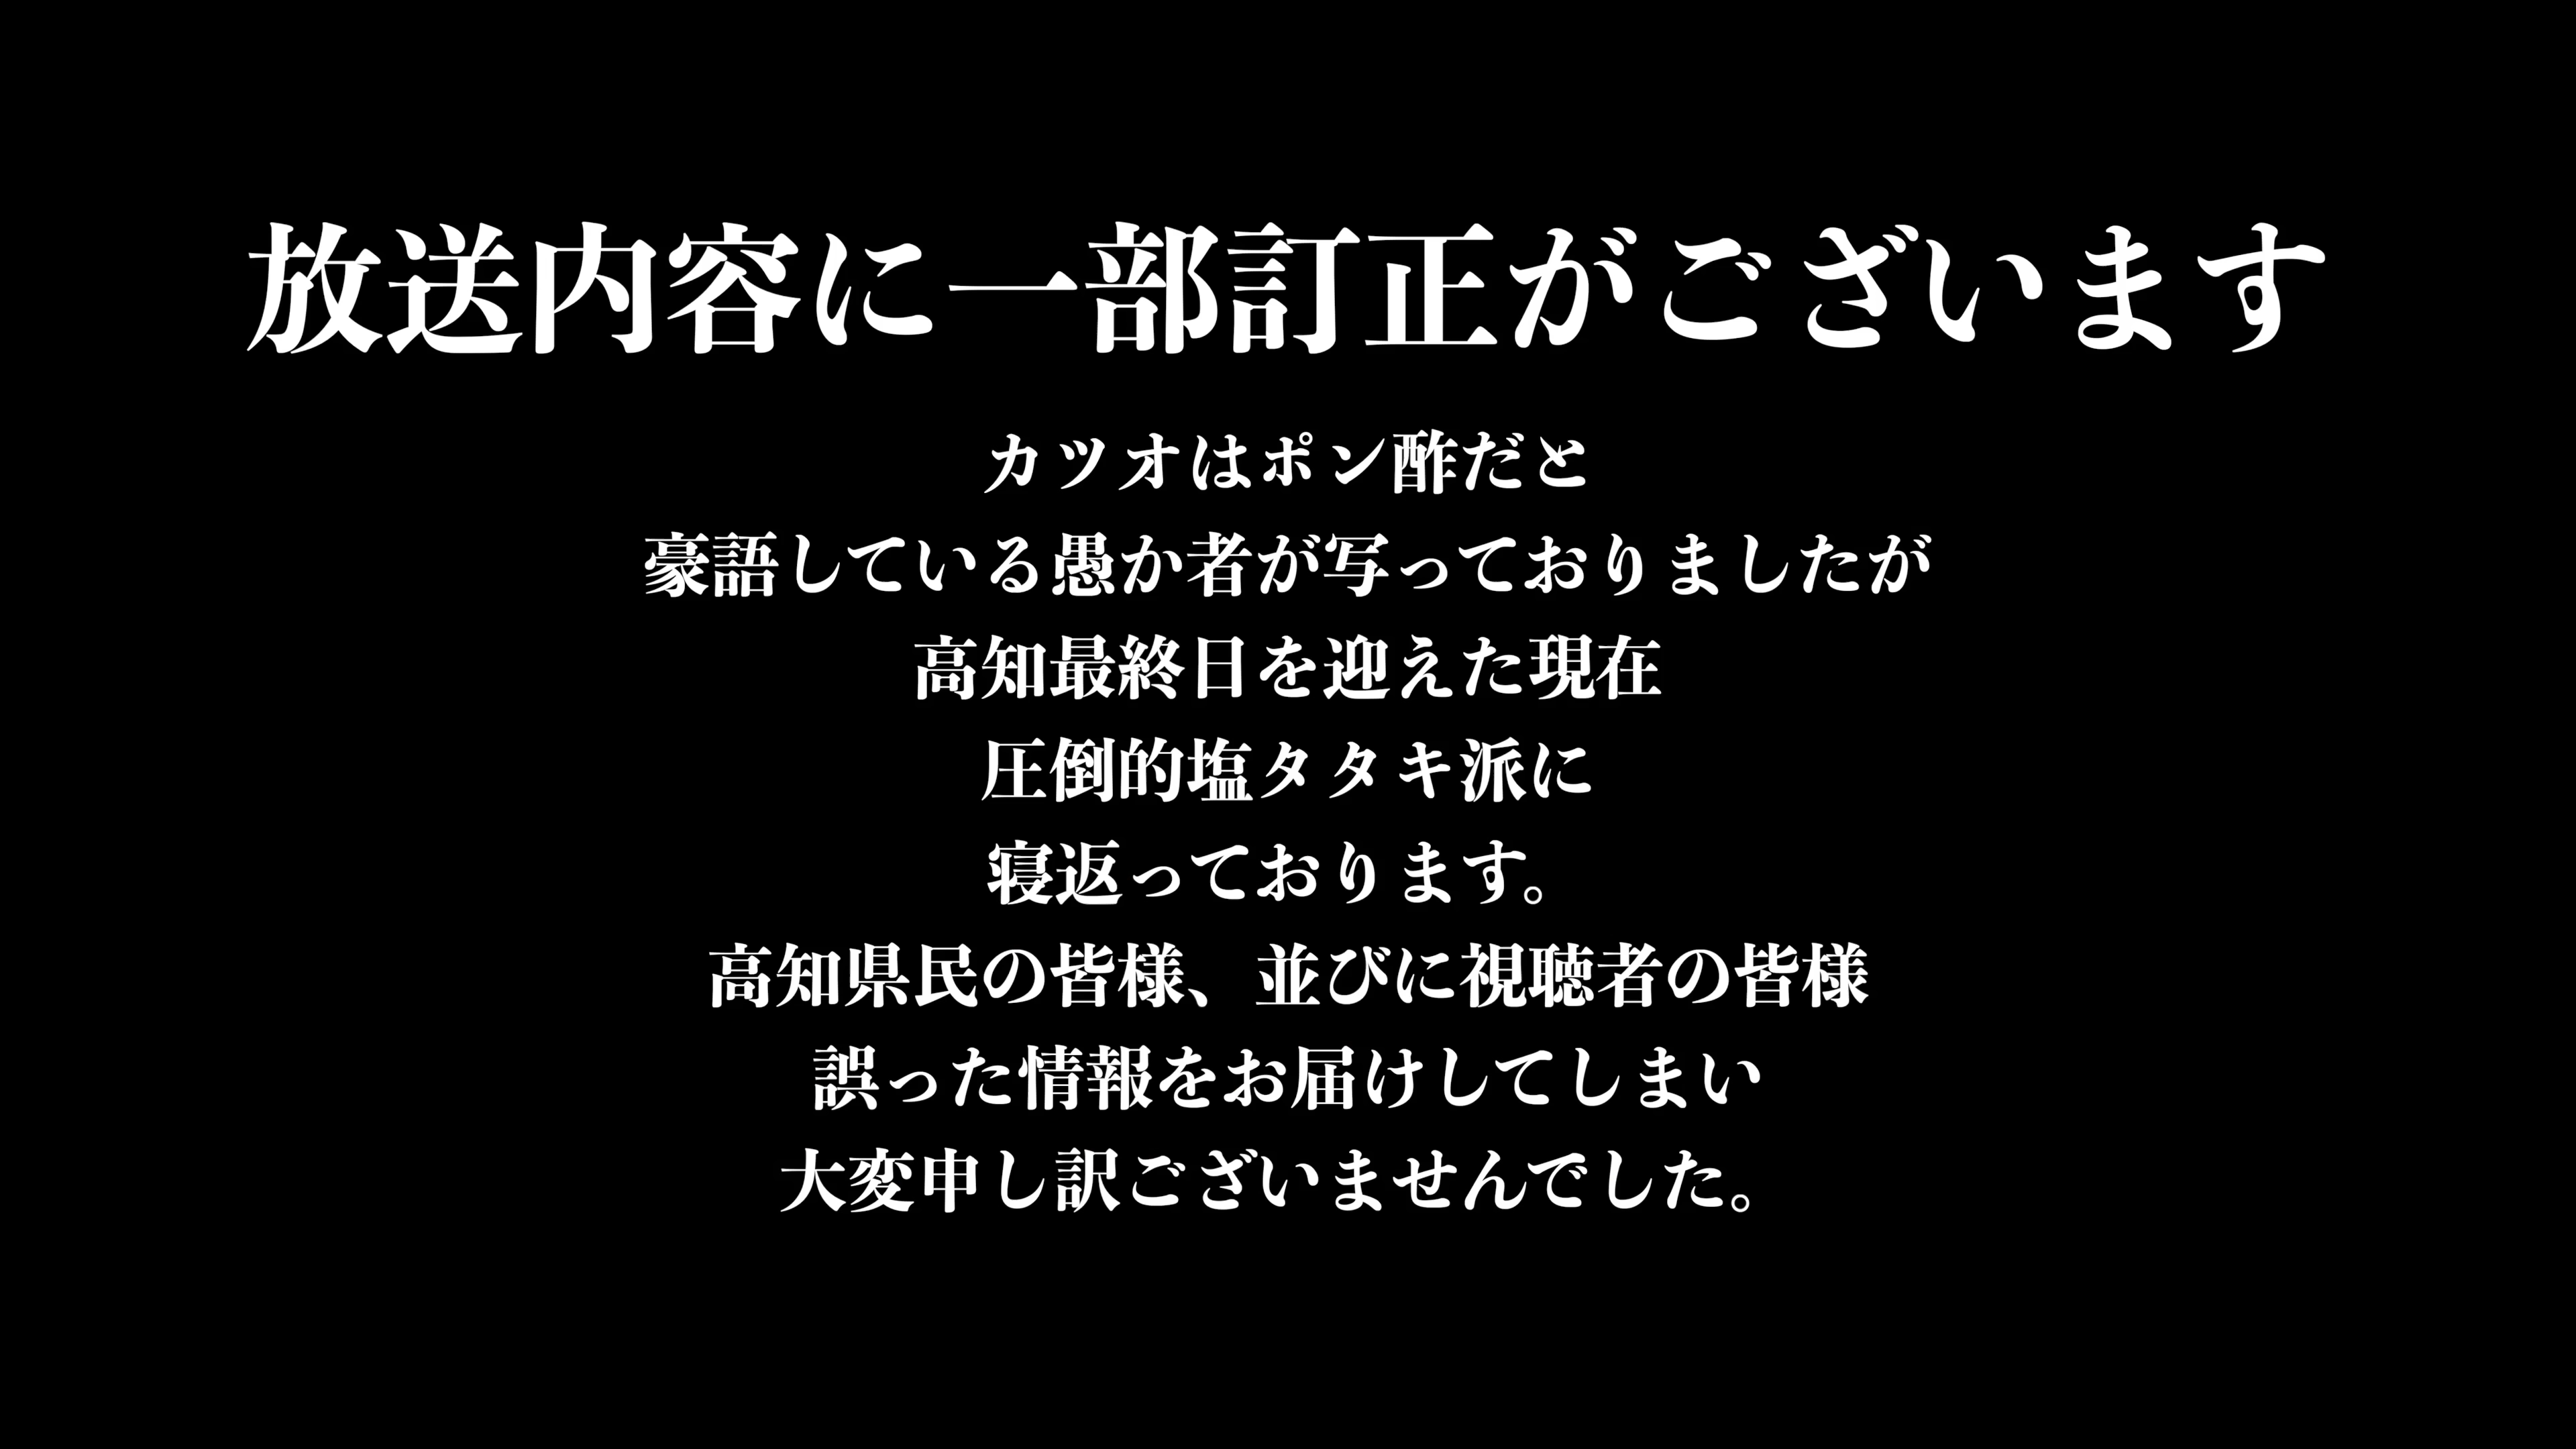 放送内容に一部訂正がございます
カツオはポン酢だと
豪語している愚か者が写っておりましたが
高知最終日を迎えた現在
圧倒的塩タタキ派に
寝返っております。
高知県民の皆様、並びに視聴者の皆様
誤った情報をお届けしてしまい
大変申し訳ございませんでした。